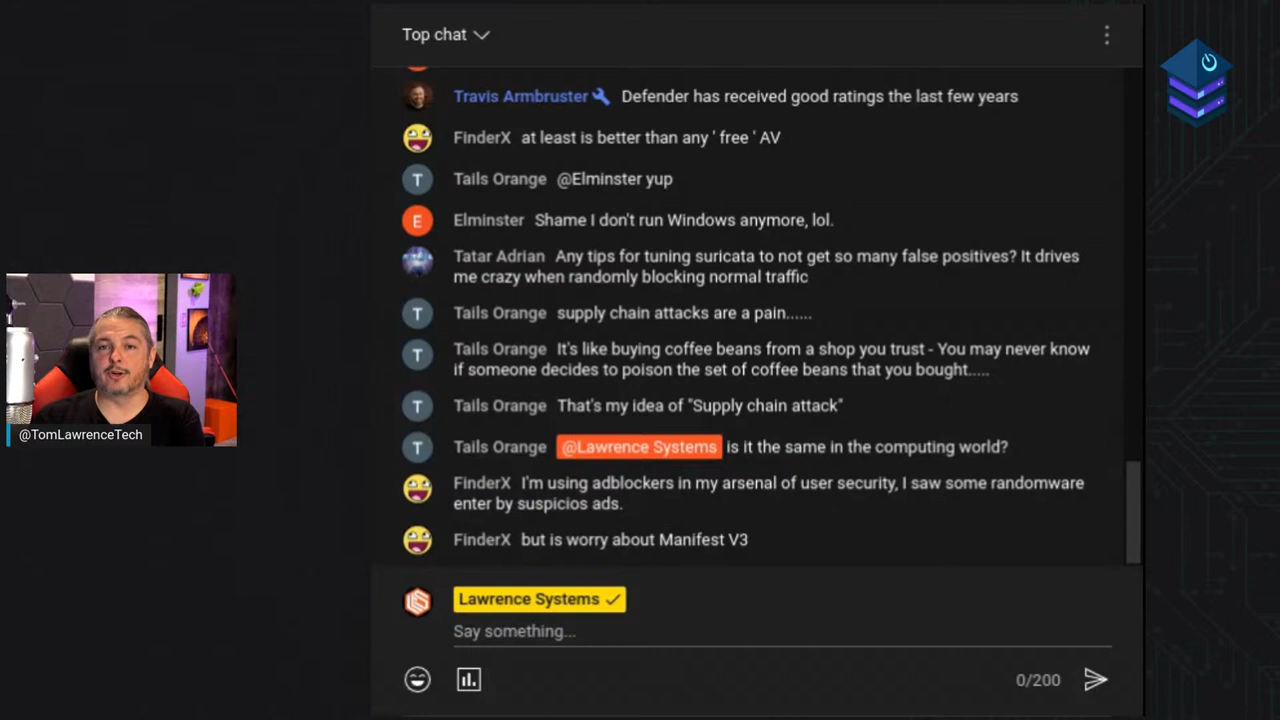 Top chat
Travis Armbruster Defender has received good ratings the last few years
FinderX at least is better than any ' free ' AV
T Tails Orange @Elminster yup
E Elminster Shame I don't run Windows anymore, lol.
Tatar Adrian Any tips for tuning suricata to not get so many false positives? It drives
me crazy when randomly blocking normal traffic
T Tails Orange supply chain attacks are a pain......
T Tails Orange It's like buying coffee beans from a shop you trust - You may never know
if someone decides to poison the set of coffee beans that you bought.....
T Tails Orange That's my idea of "Supply chain attack"
T Tails Orange @Lawrence Systems is it the same in the computing world?
@TomLawrenceTech
FinderX I'm using adblockers in my arsenal of user security, I saw some randomware
enter by suspicios ads.
FinderX but is worry about Manifest V3
Lawrence Systems
Say something...
0/200